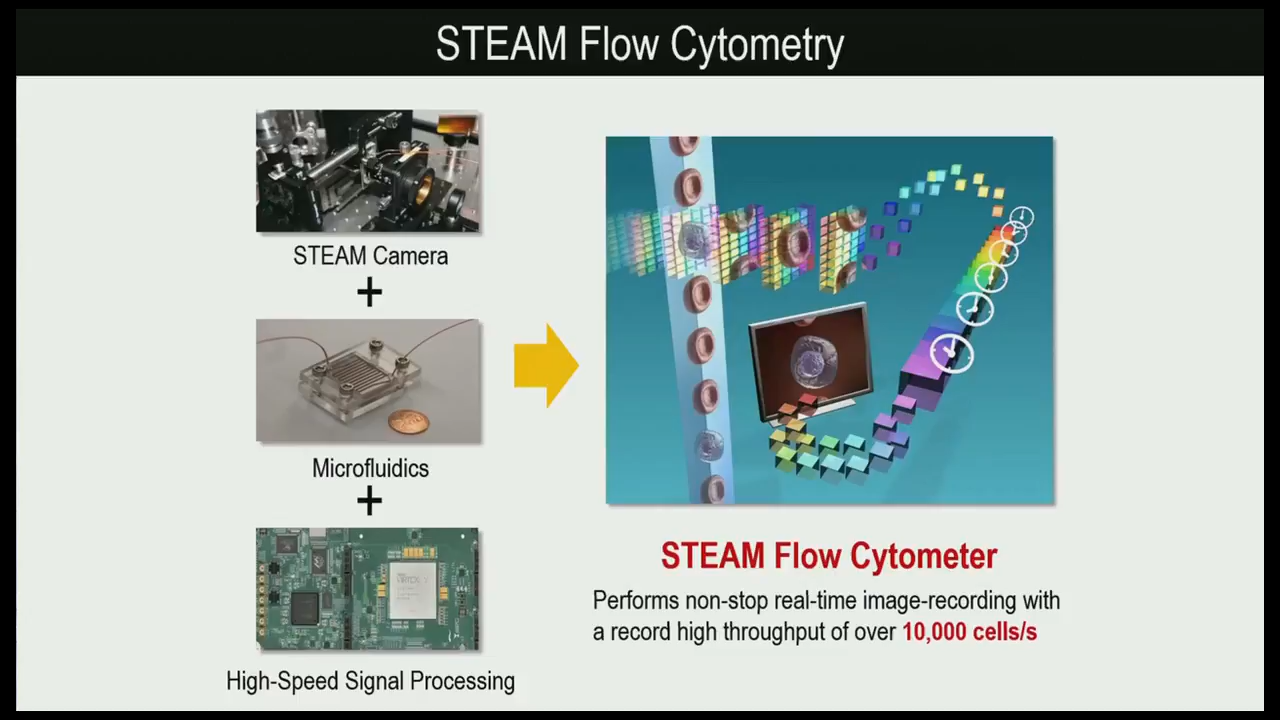 STEAM Flow Cytometry
STEAM Camera
+
Microfluidics
+
High-Speed Signal Processing
STEAM Flow Cytometer
Performs non-stop real-time image-recording with
a record high throughput of over 10,000 cells/s